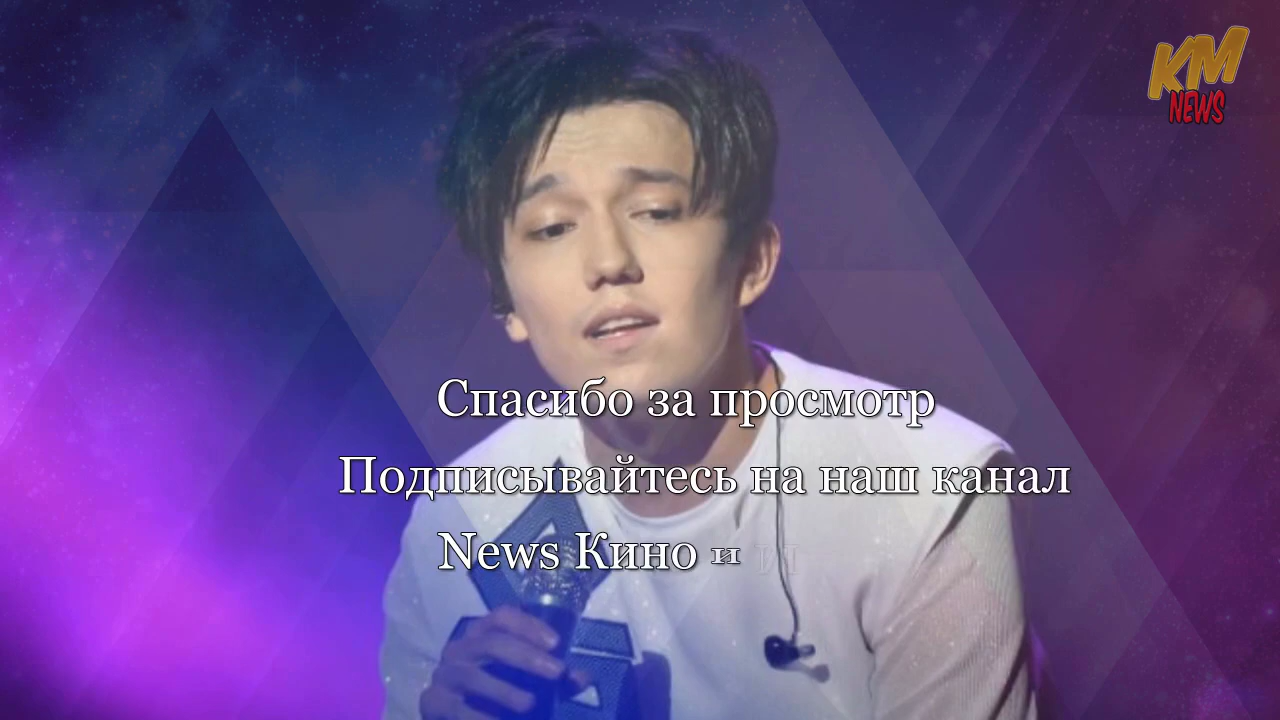 KM
NEWS
Спасибо за просмотр
Подписывайтесь на наш канал
News Кино и